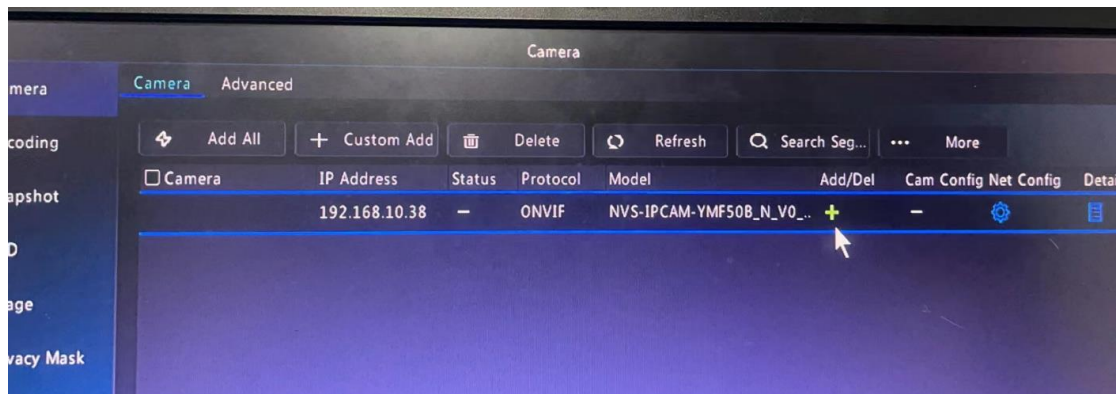 Camera
mera
Camera Advanced
coding
Add All + Custom Add Delete Refresh Search Seg... ••• More
Camera IP Address Status Protocol Model Add/Del Cam Config Net Config Detai
apshot
192.168.10.38 — ONVIF NVS-IPCAM-YMF50B_N_V0_.. + —
D
age
vacy Mask